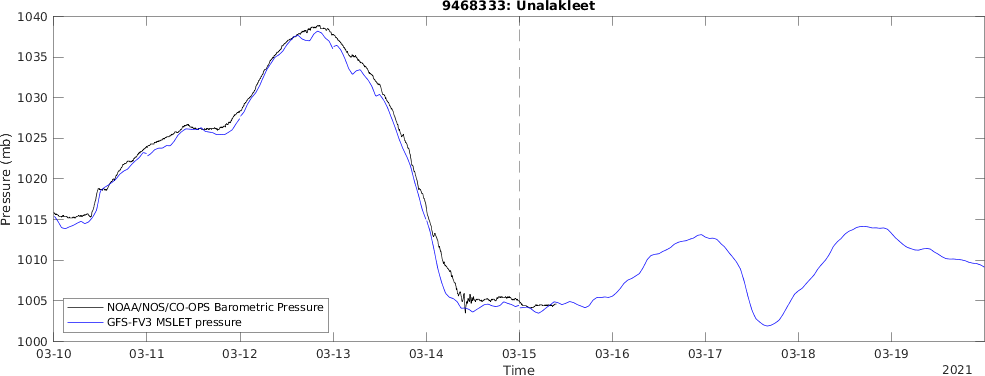 9468333: Unalakleet
1040
1035
1030
1025
1020
1015
1010
1005
1000
Pressure (mb)
NOAA/NOS/CO-OPS Barometric Pressure
GFS-FV3 MSLET pressure
03-10 03-11 03-12 03-13 03-14 03-15 03-16 03-17 03-18 03-19
Time
2021